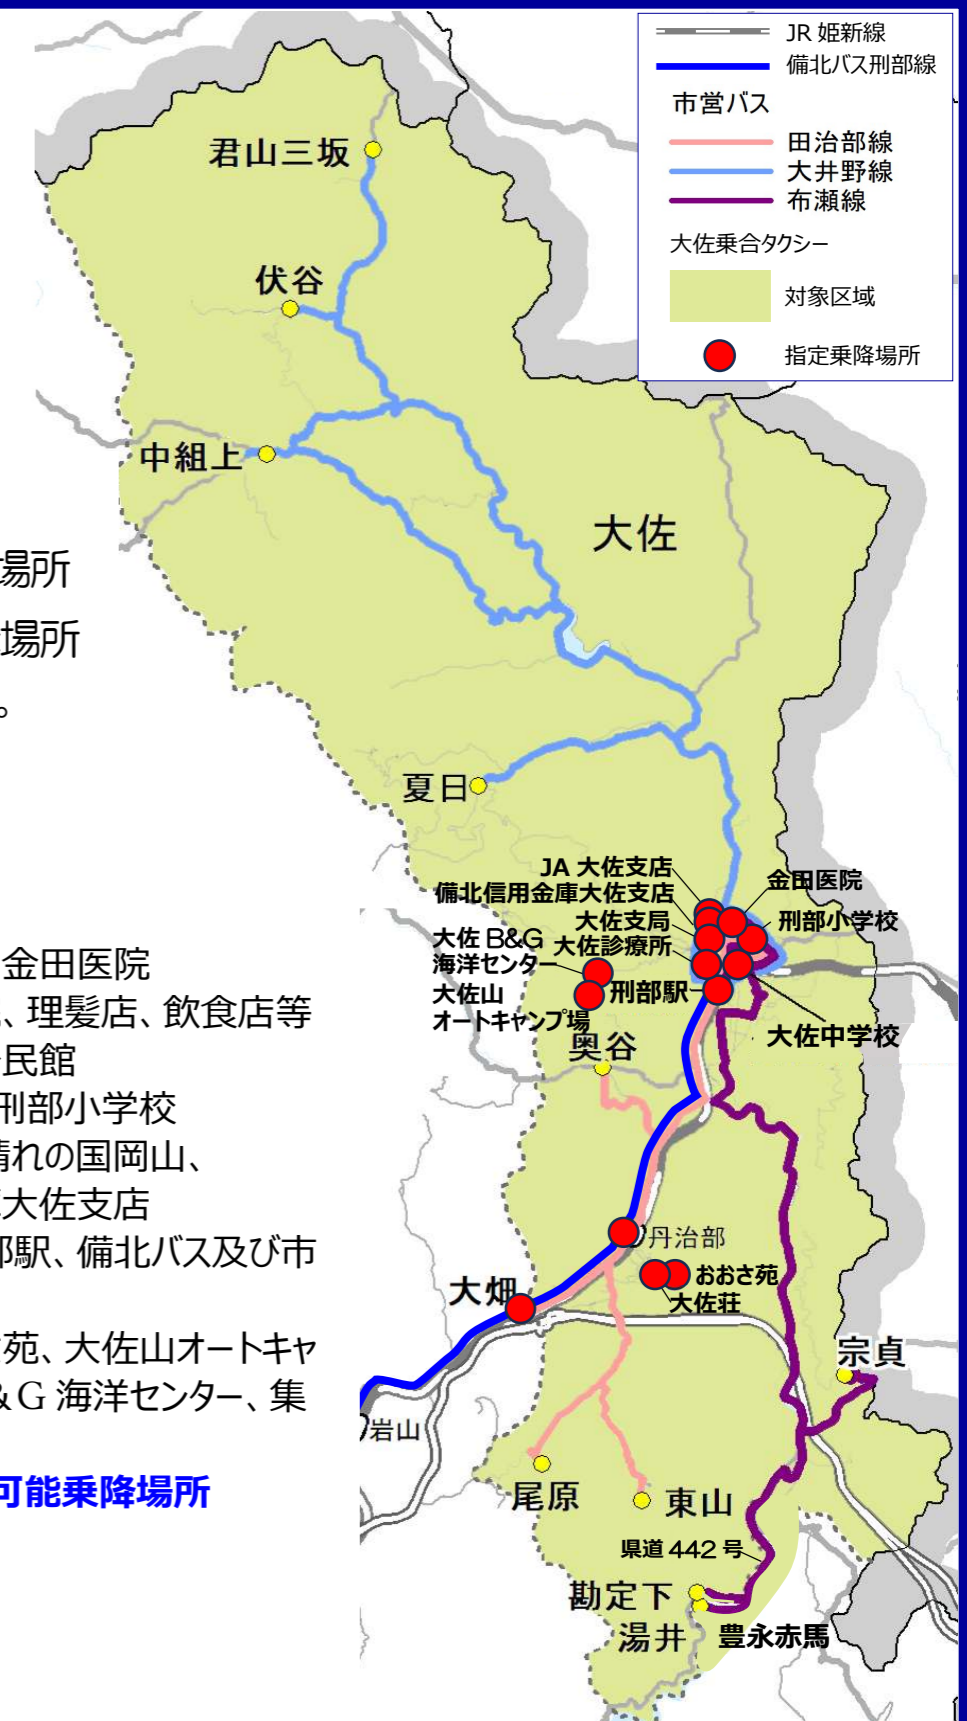 JR 姫新線
備北バス刑部線
市営バス
田治部線
大井野線
布瀬線
大佐乗合タクシー
対象区域
指定乗降場所
君山三坂
伏谷
中組上
大佐
場所
場所
。
夏日
JA 大佐支店
備北信用金庫大佐支店
大佐支局
大佐診療所
金田医院
刑部小学校
大佐 B&G
海洋センター
大佐山
オートキャンプ場
刑部駅
大佐中学校
奥谷
金田医院
、理髪店、飲食店等
民館
刑部小学校
晴れの国岡山、
大佐支店
部駅、備北バス及び市
苑、大佐山オートキャ
&G 海洋センター、集
可能乗降場所
丹治部
おおさ苑
大佐荘
大畑
宗貞
岩山
尾原
東山
県道 442 号
勘定下
湯井
豊永赤馬